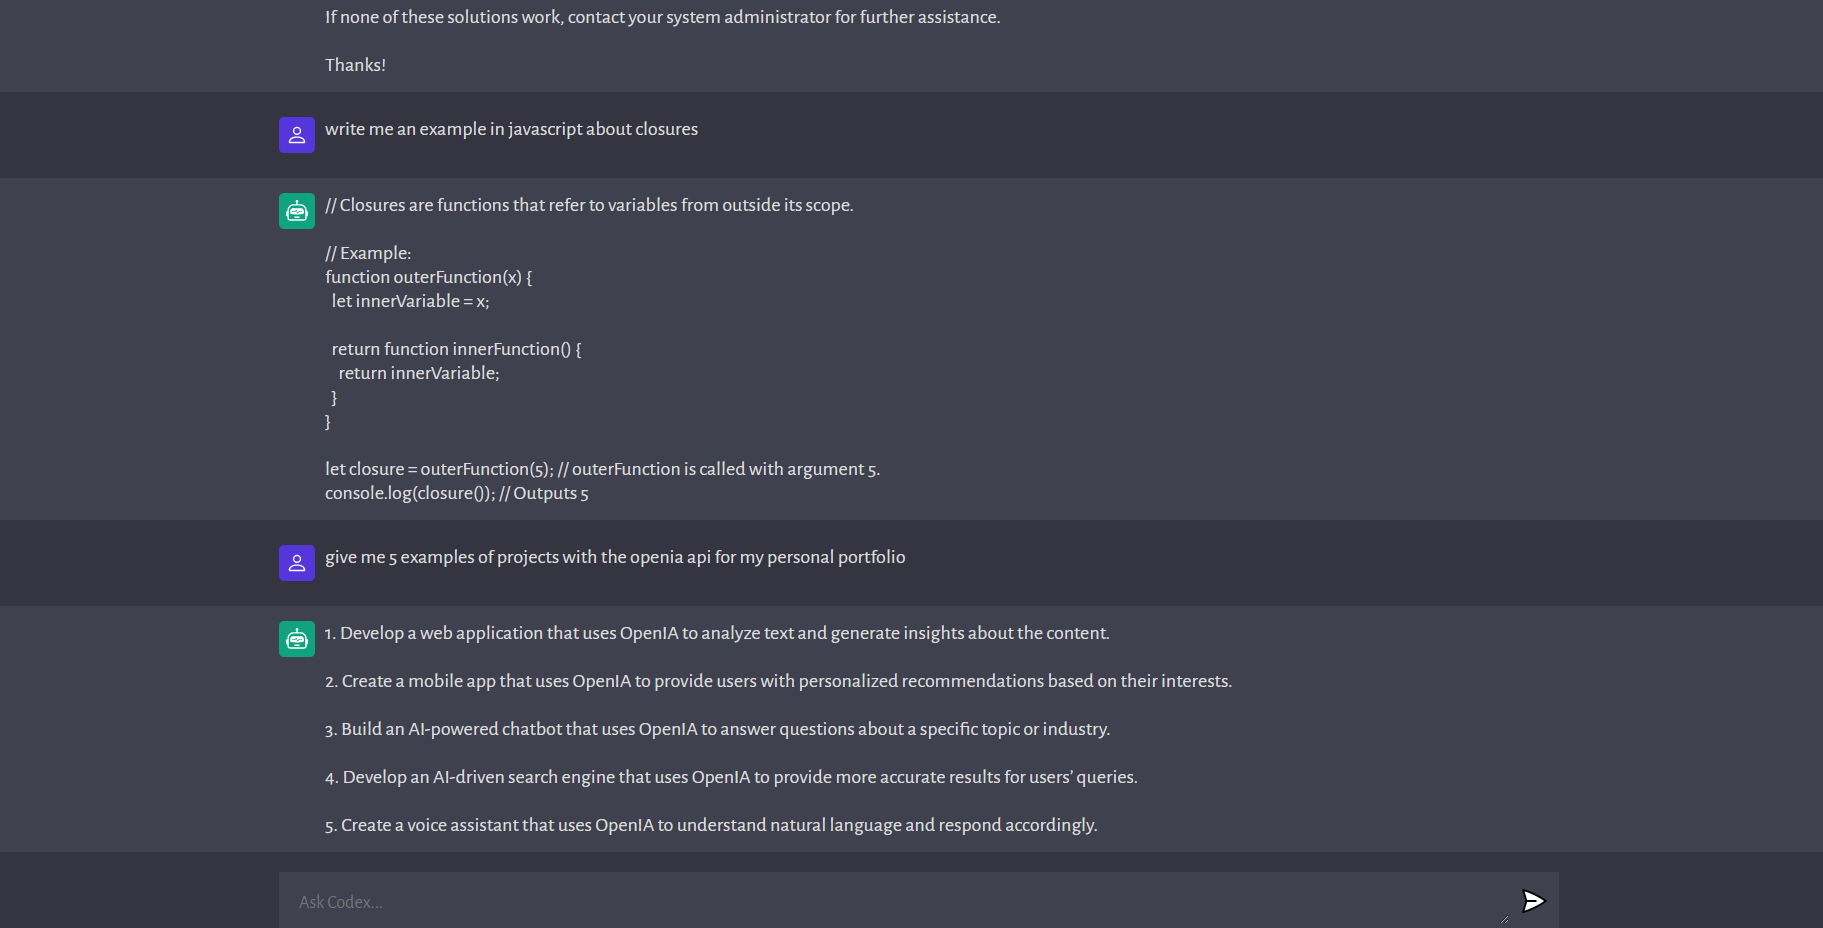 If none of these solutions work, contact your system administrator for further assistance.
Thanks!
write me an example in javascript about closures
// Closures are functions that refer to variables from outside its scope.
// Example:
function outerFunction(x) {
  let innerVariable = x;
  return function innerFunction() {
    return innerVariable;
  }
}
let closure = outerFunction(5); // outerFunction is called with argument 5.
console.log(closure()); // Outputs 5
give me 5 examples of projects with the openia api for my personal portfolio
1. Develop a web application that uses OpenIA to analyze text and generate insights about the content.
2. Create a mobile app that uses OpenIA to provide users with personalized recommendations based on their interests.
3. Build an AI-powered chatbot that uses OpenIA to answer questions about a specific topic or industry.
4. Develop an AI-driven search engine that uses OpenIA to provide more accurate results for users’ queries.
5. Create a voice assistant that uses OpenIA to understand natural language and respond accordingly.
Ask Codex...